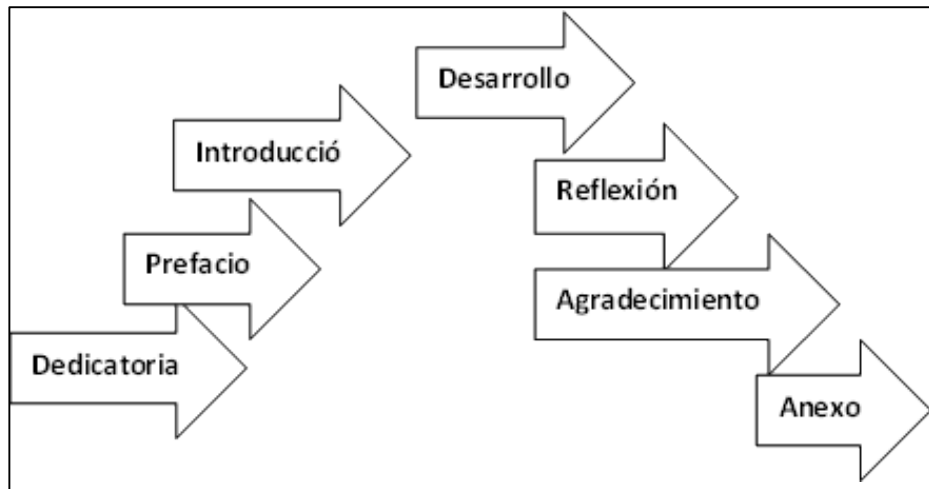 Desarrollo
Introducció
Reflexión
Prefacio
Agradecimiento
Dedicatoria
Anexo